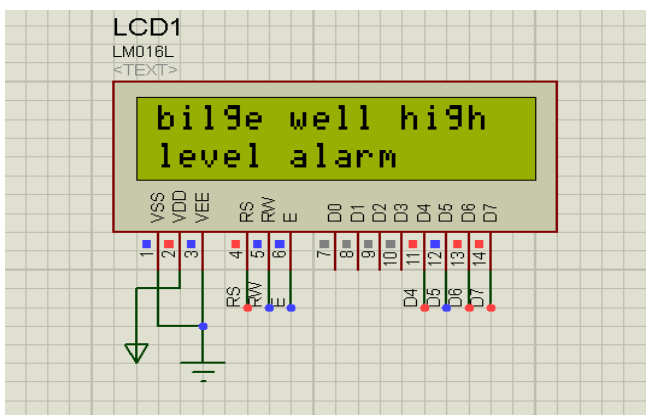 LCD1
LM016L
<TEXT>
bilge well high
level alarm
VSS VDD VEE RS RW E D0 D1 D2 D3 D4 D5 D6 D7
1 2 3 4 5 6 7 8 9 10 11 12 13 14
RS RW E D4 D5 D6 D7